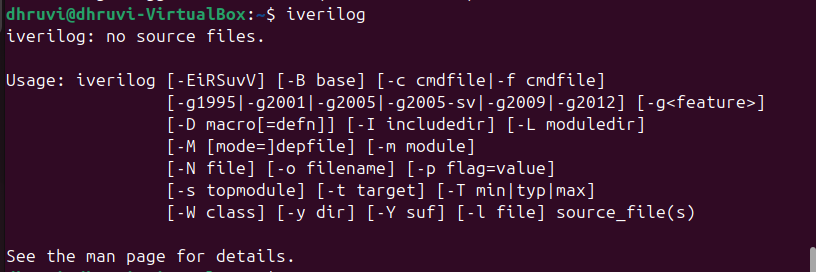 dhruvi@dhruvi-VirtualBox:~$ iverilog
iverilog: no source files.

Usage: iverilog [-EiRSuvV] [-B base] [-c cmdfile|-f cmdfile]
                [-g1995|-g2001|-g2005|-g2005-sv|-g2009|-g2012] [-g<feature>]
                [-D macro[=defn]] [-I includedir] [-L moduledir]
                [-M [mode=]depfile] [-m module]
                [-N file] [-o filename] [-p flag=value]
                [-s topmodule] [-t target] [-T min|typ|max]
                [-W class] [-y dir] [-Y suf] [-l file] source_file(s)

See the man page for details.